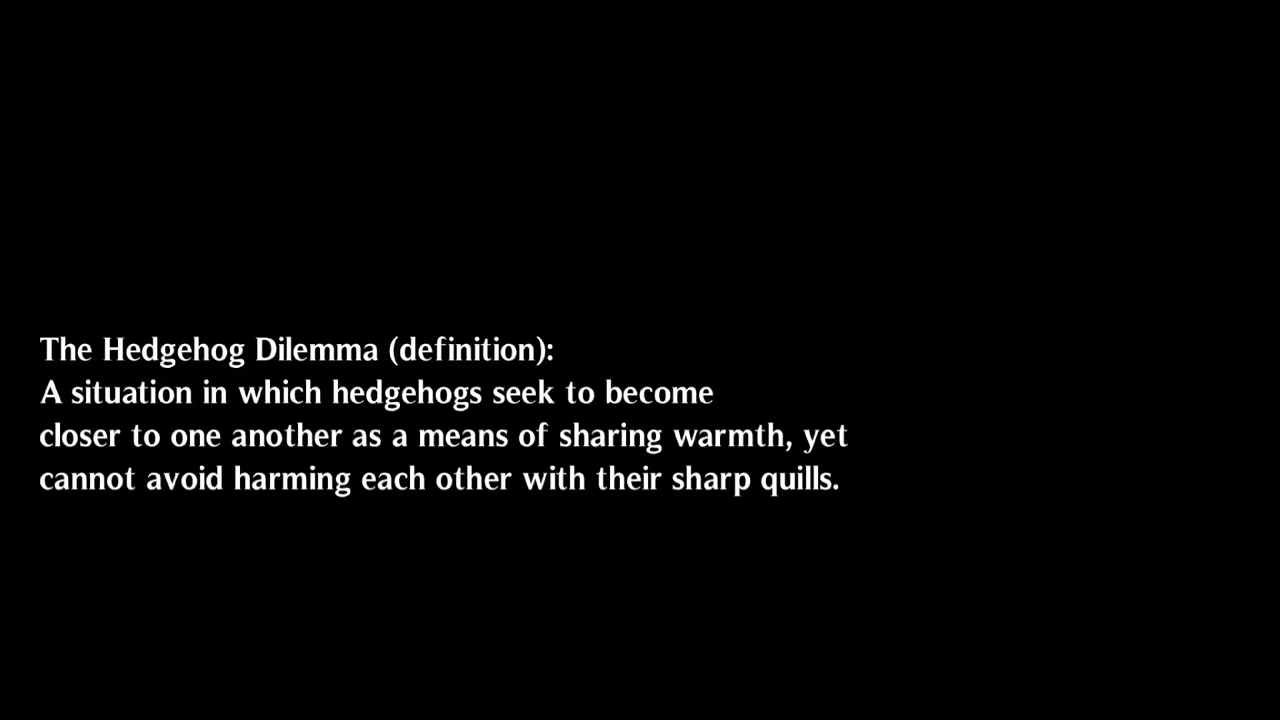 The Hedgehog Dilemma (definition):
A situation in which hedgehogs seek to become
closer to one another as a means of sharing warmth, yet
cannot avoid harming each other with their sharp quills.